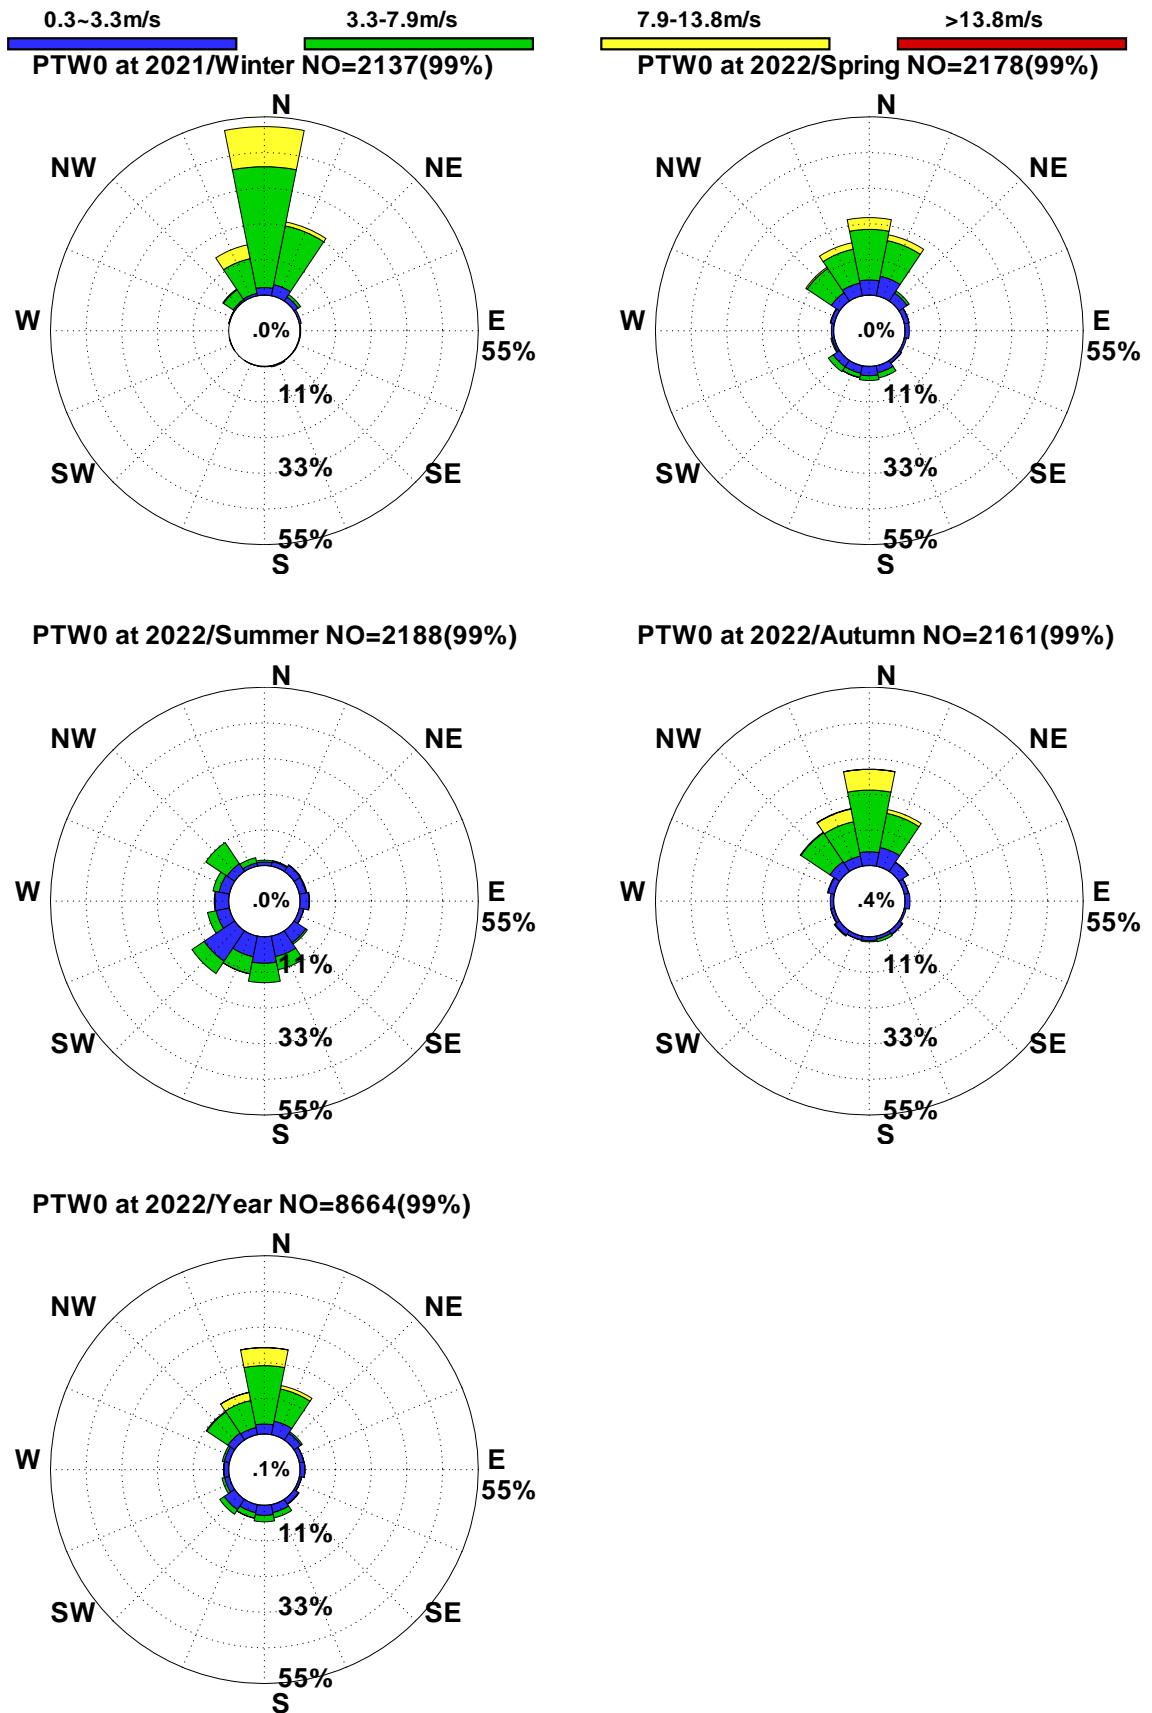 0.3~3.3m/s 3.3-7.9m/s 7.9-13.8m/s >13.8m/s
PTW0 at 2021/Winter NO=2137(99%) PTW0 at 2022/Spring NO=2178(99%)
N N
NW NE NW NE
W .0% E W .0% E
55% 55%
11% 11%
SW 33% SE SW 33% SE
55% 55%
S S
PTW0 at 2022/Summer NO=2188(99%) PTW0 at 2022/Autumn NO=2161(99%)
N N
NW NE NW NE
W .0% E W .4% E
55% 55%
11% 11%
SW 33% SE SW 33% SE
55% 55%
S S
PTW0 at 2022/Year NO=8664(99%)
N
NW NE
W .1% E
55%
11%
SW 33% SE
55%
S